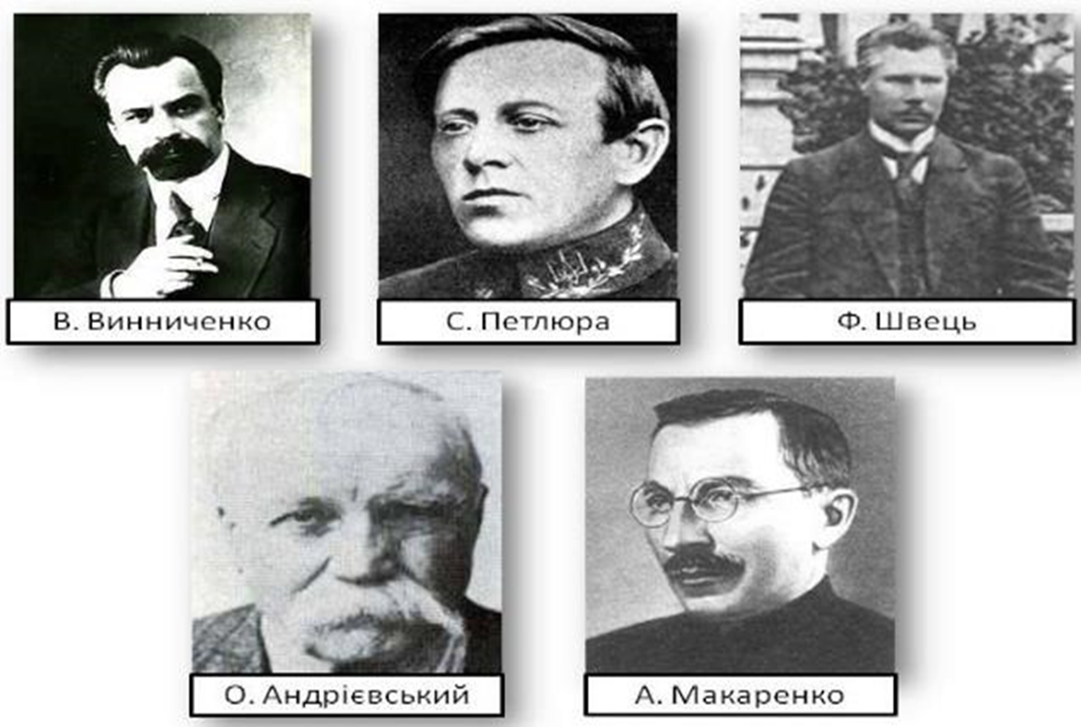 В. Винниченко
С. Петлюра
Ф. Швець
О. Андрієвський
А. Макаренко